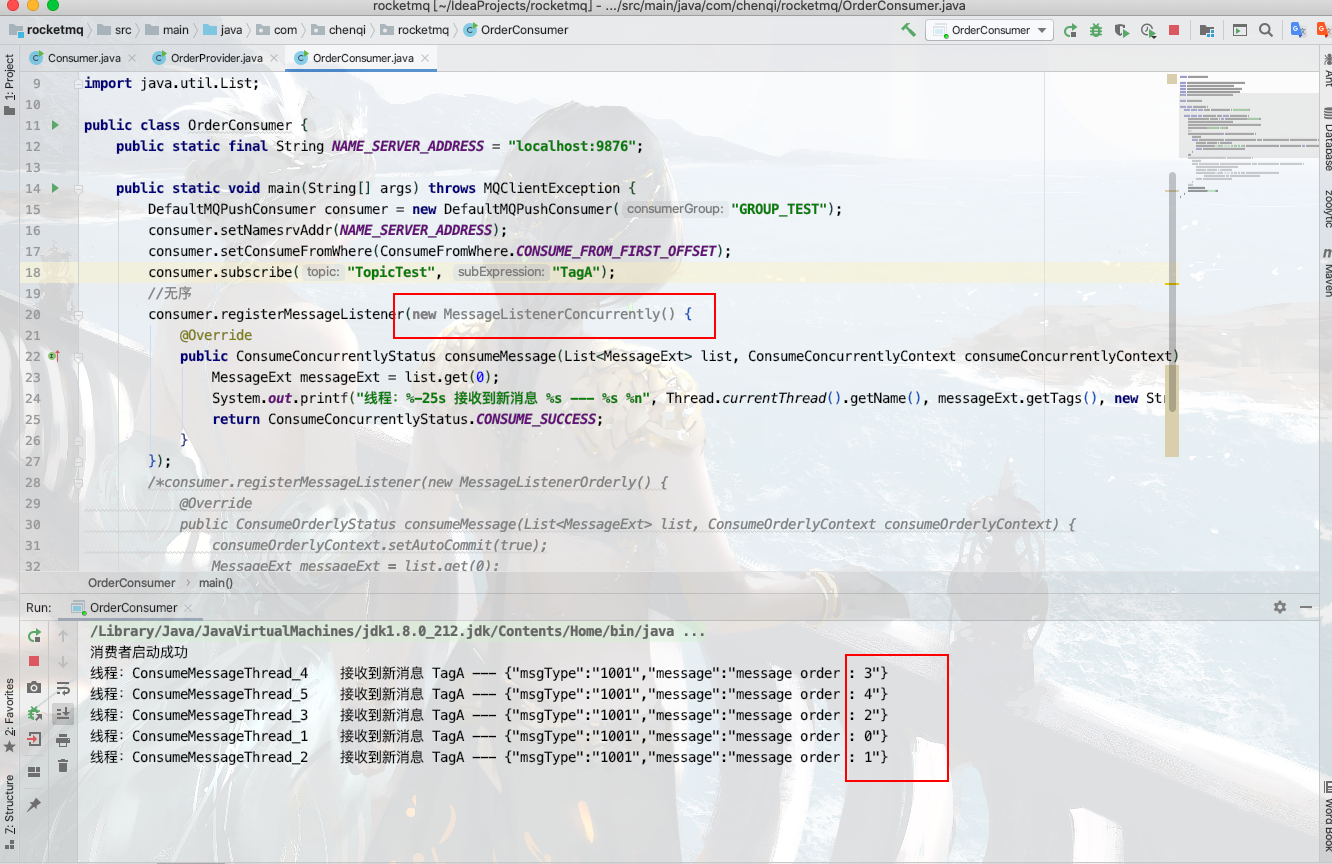 rocketmq [~/IdeaProjects/rocketmq] - .../src/main/java/com/chenqi/rocketmq/OrderConsumer.java
rocketmq src main java com chenqi rocketmq OrderConsumer OrderConsumer
Consumer.java OrderProvider.java OrderConsumer.java
1: Project
9 import java.util.List;
10
11 public class OrderConsumer {
12 public static final String NAME_SERVER_ADDRESS = "localhost:9876";
13
14 public static void main(String[] args) throws MQClientException {
15 DefaultMQPushConsumer consumer = new DefaultMQPushConsumer( consumerGroup: "GROUP_TEST");
16 consumer.setNamesrvAddr(NAME_SERVER_ADDRESS);
17 consumer.setConsumeFromWhere(ConsumeFromWhere.CONSUME_FROM_FIRST_OFFSET);
18 consumer.subscribe( topic: "TopicTest", subExpression: "TagA");
19 //无序
20 consumer.registerMessageListener(new MessageListenerConcurrently() {
21 @Override
22 public ConsumeConcurrentlyStatus consumeMessage(List<MessageExt> list, ConsumeConcurrentlyContext consumeConcurrentlyContext)
23 MessageExt messageExt = list.get(0);
24 System.out.printf("线程：%-25s 接收到新消息 %s --- %s %n", Thread.currentThread().getName(), messageExt.getTags(), new Str
25 return ConsumeConcurrentlyStatus.CONSUME_SUCCESS;
26 }
27 });
28 /*consumer.registerMessageListener(new MessageListenerOrderly() {
29 @Override
30 public ConsumeOrderlyStatus consumeMessage(List<MessageExt> list, ConsumeOrderlyContext consumeOrderlyContext) {
31 consumeOrderlyContext.setAutoCommit(true);
32 MessageExt messageExt = list.get(0);
OrderConsumer › main()
Ant
Database
zoolytic
Maven
Word Book
Run: OrderConsumer
/Library/Java/JavaVirtualMachines/jdk1.8.0_212.jdk/Contents/Home/bin/java ...
消费者启动成功
线程：ConsumeMessageThread_4 接收到新消息 TagA --- {"msgType":"1001","message":"message order : 3"}
线程：ConsumeMessageThread_5 接收到新消息 TagA --- {"msgType":"1001","message":"message order : 4"}
线程：ConsumeMessageThread_3 接收到新消息 TagA --- {"msgType":"1001","message":"message order : 2"}
线程：ConsumeMessageThread_1 接收到新消息 TagA --- {"msgType":"1001","message":"message order : 0"}
线程：ConsumeMessageThread_2 接收到新消息 TagA --- {"msgType":"1001","message":"message order : 1"}
2: Favorites
7: Structure